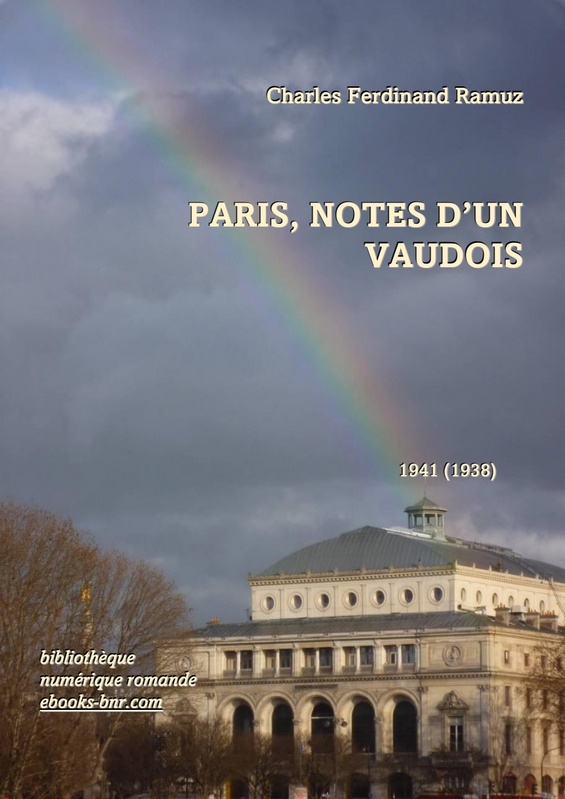 Charles Ferdinand Ramuz
PARIS, NOTES D’UN
VAUDOIS
1941 (1938)
bibliothèque
numérique romande
ebooks-bnr.com